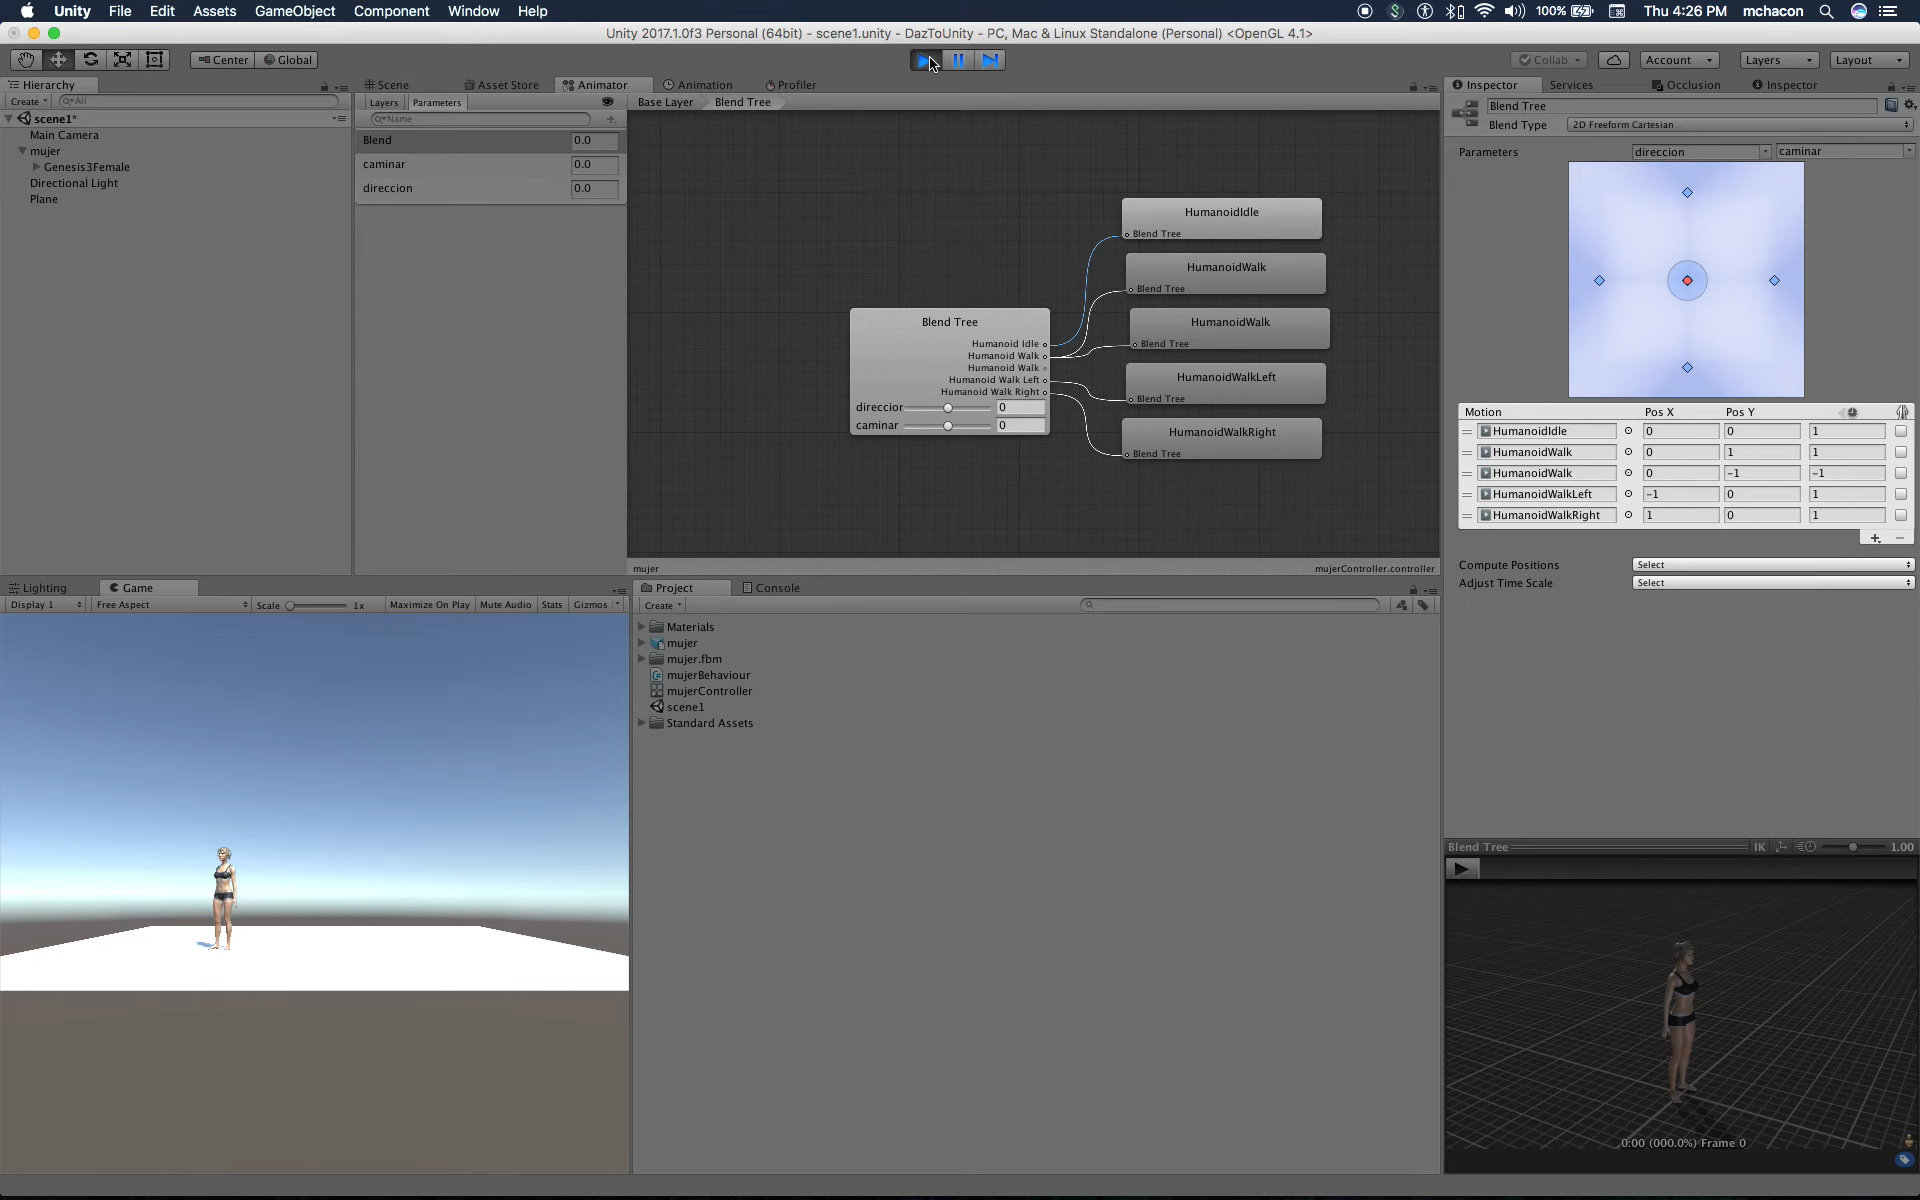 Unity File Edit Assets GameObject Component Window Help 100% Thu 4:26 PM mchacon
Unity 2017.1.0f3 Personal (64bit) - scene1.unity - DazToUnity - PC, Mac & Linux Standalone (Personal) <OpenGL 4.1>
Center Global Collab Account Layers Layout
Hierarchy
Create All
scene1*
Main Camera
mujer
Genesis3Female
Directional Light
Plane
Scene Asset Store Animator Animation Profiler
Layers Parameters
Name
Blend 0.0
caminar 0.0
direccion 0.0
Base Layer Blend Tree
HumanoidIdle
Blend Tree
HumanoidWalk
Blend Tree
HumanoidWalk
Blend Tree
HumanoidWalkLeft
Blend Tree
HumanoidWalkRight
Blend Tree
Blend Tree
Humanoid Idle
Humanoid Walk
Humanoid Walk
Humanoid Walk Left
Humanoid Walk Right
direccior 0
caminar 0
mujer mujerController.controller
Inspector Services Occlusion Inspector
Blend Tree
Blend Type 2D Freeform Cartesian
Parameters direccion caminar
Motion Pos X Pos Y
HumanoidIdle 0 0 1
HumanoidWalk 0 1 1
HumanoidWalk 0 -1 -1
HumanoidWalkLeft -1 0 1
HumanoidWalkRight 1 0 1
+ -
Compute Positions Select
Adjust Time Scale Select
Lighting Game
Display 1 Free Aspect Scale 1x Maximize On Play Mute Audio Stats Gizmos
Project Console
Create
Materials
mujer
mujer.fbm
mujerBehaviour
mujerController
scene1
Standard Assets
Blend Tree IK 1.00
0:00 (000.0%) Frame 0